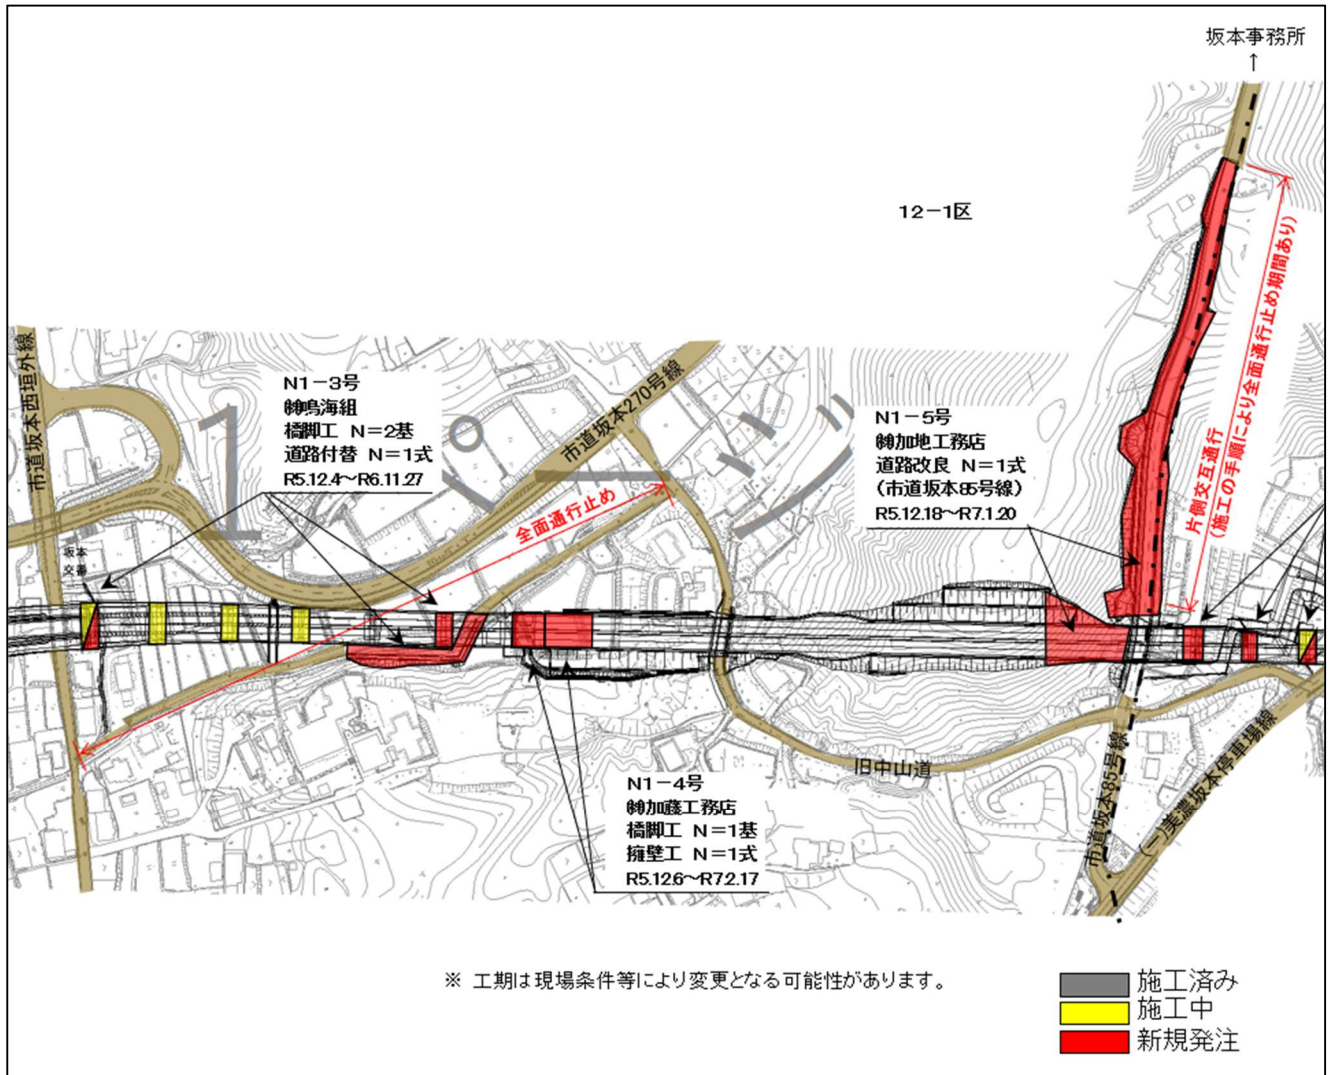 坂本事務所
↑
12-1区
片側交互通行
(施工の手順により全面通行止め期間あり)
市道坂本西垣外線
N1-3号
㈱鳴海組
橋脚工 N=2基
道路付替 N=1式
R5.12.4~R6.11.27
市道坂本270号線
1ページ
全面通行止め
N1-5号
㈱加地工務店
道路改良 N=1式
(市道坂本85号線)
R5.12.18~R7.1.20
坂本
交番
旧中山道
N1-4号
㈱加藤工務店
橋脚工 N=1基
擁壁工 N=1式
R5.12.6~R7.2.17
市道坂本85号線
(一)美濃坂本停車場線
※ 工期は現場条件等により変更となる可能性があります。
施工済み
施工中
新規発注